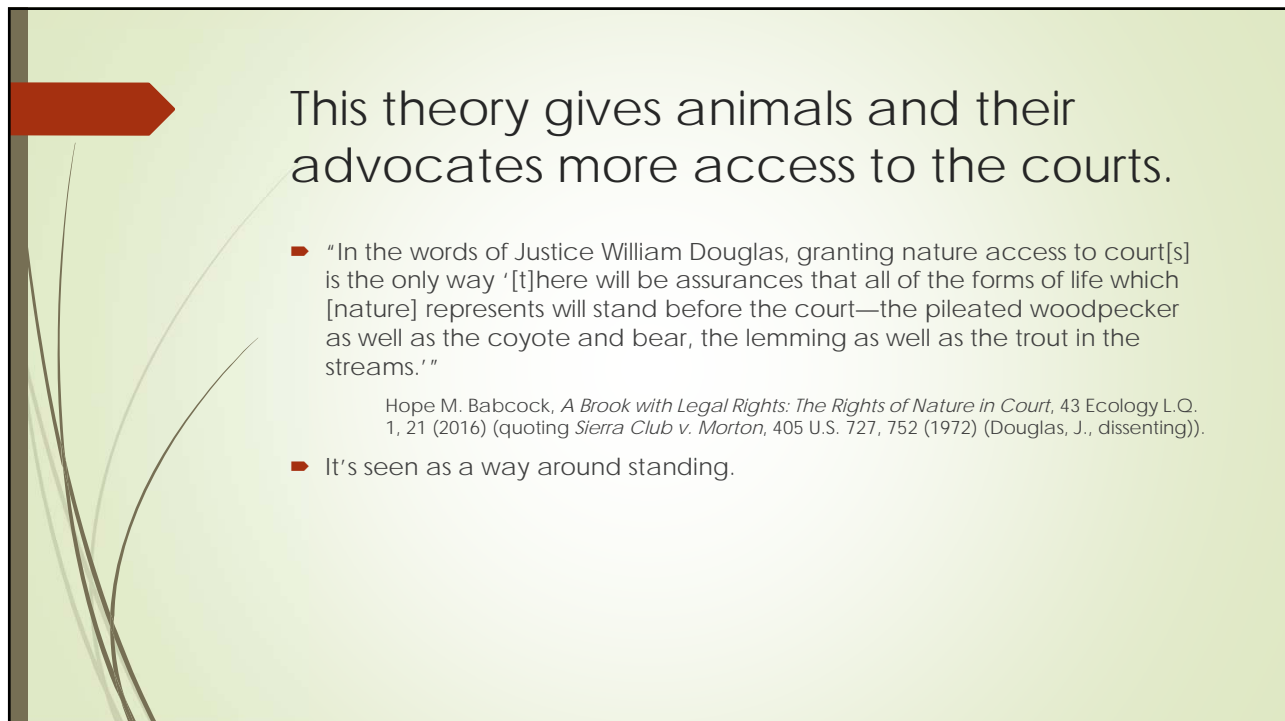 This theory gives animals and their
advocates more access to the courts.
“In the words of Justice William Douglas, granting nature access to court[s]
is the only way ‘[t]here will be assurances that all of the forms of life which
[nature] represents will stand before the court—the pileated woodpecker
as well as the coyote and bear, the lemming as well as the trout in the
streams.’”
Hope M. Babcock, A Brook with Legal Rights: The Rights of Nature in Court, 43 Ecology L.Q.
1, 21 (2016) (quoting Sierra Club v. Morton, 405 U.S. 727, 752 (1972) (Douglas, J., dissenting)).
It’s seen as a way around standing.